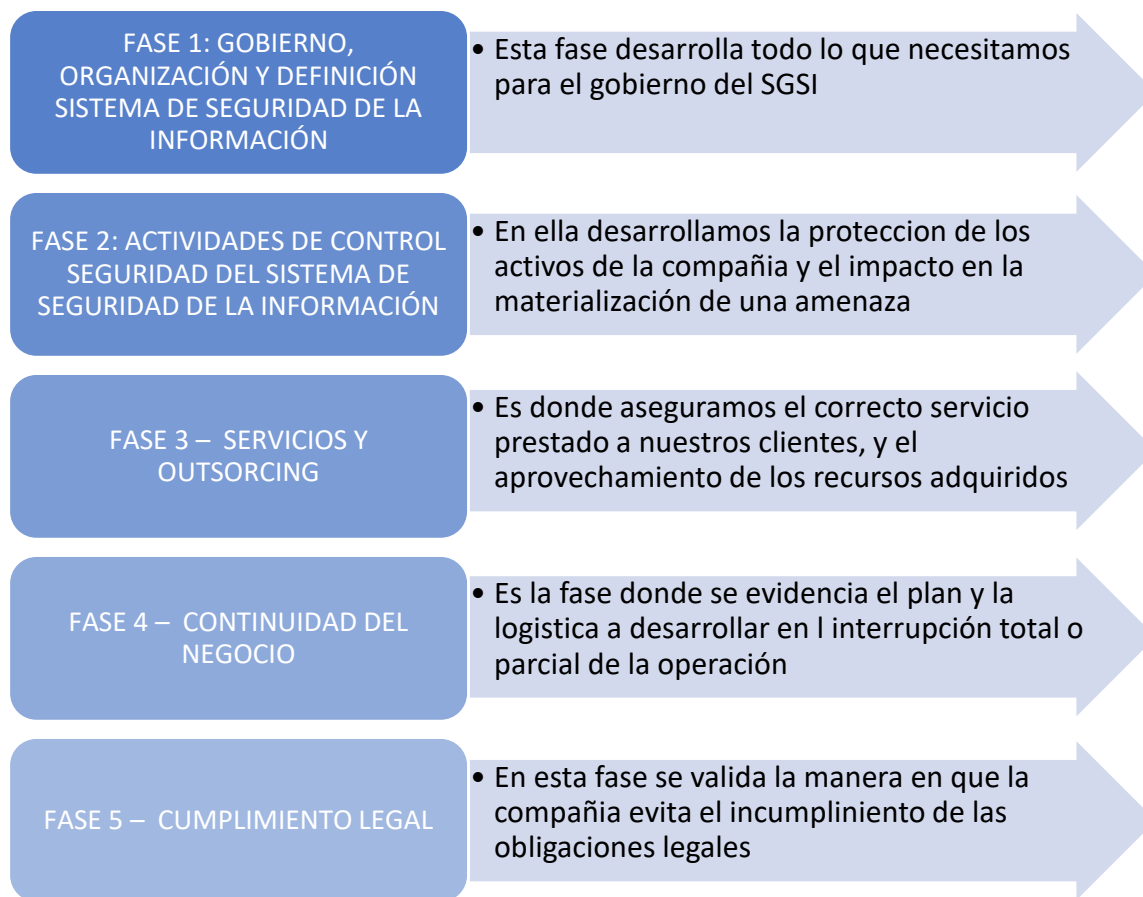 FASE 1: GOBIERNO,
ORGANIZACIÓN Y DEFINICIÓN
SISTEMA DE SEGURIDAD DE LA
INFORMACIÓN
• Esta fase desarrolla todo lo que necesitamos
para el gobierno del SGSI
FASE 2: ACTIVIDADES DE CONTROL
SEGURIDAD DEL SISTEMA DE
SEGURIDAD DE LA INFORMACIÓN
• En ella desarrollamos la proteccion de los
activos de la compañia y el impacto en la
materialización de una amenaza
FASE 3 – SERVICIOS Y
OUTSORCING
• Es donde aseguramos el correcto servicio
prestado a nuestros clientes, y el
aprovechamiento de los recursos adquiridos
FASE 4 – CONTINUIDAD DEL
NEGOCIO
• Es la fase donde se evidencia el plan y la
logistica a desarrollar en l interrupción total o
parcial de la operación
FASE 5 – CUMPLIMIENTO LEGAL
• En esta fase se valida la manera en que la
compañia evita el incumpliniento de las
obligaciones legales